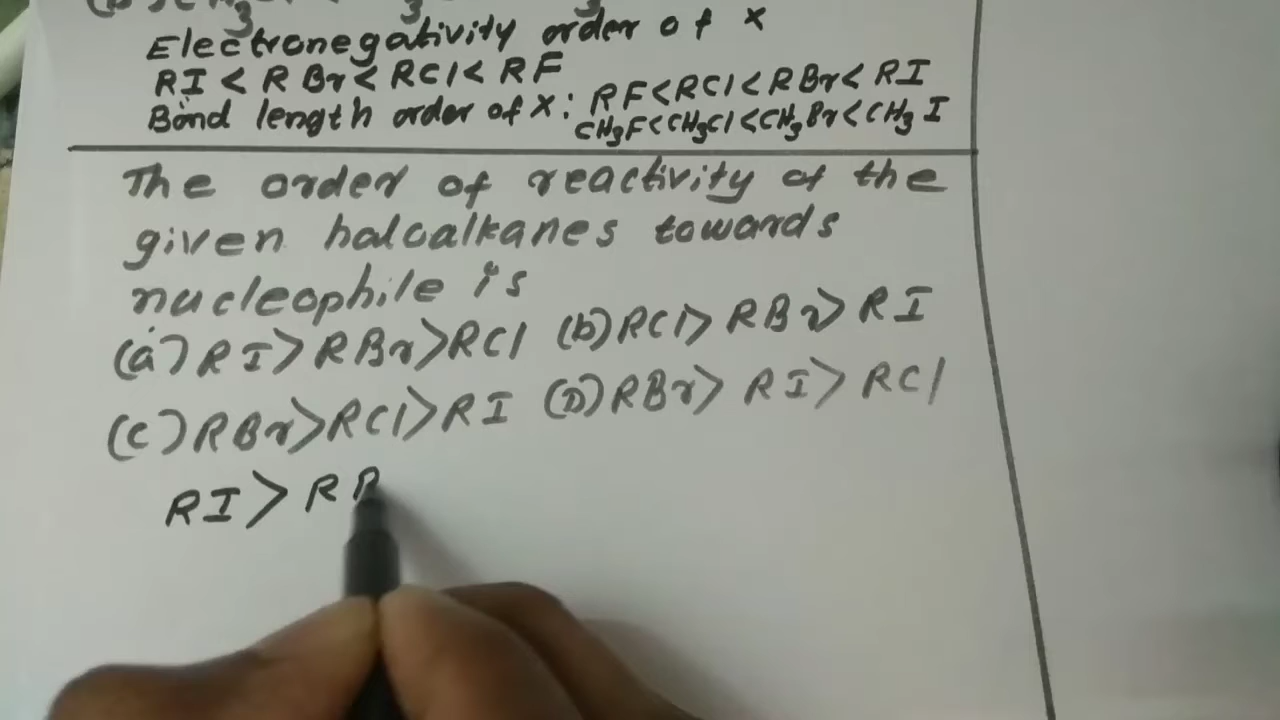 Electronegativity order of x
RI < R Br < RCl < RF
Bond length order of x: RF<RCl<RBr< RI
CH3F<CH3Cl<CH3Br<CH3 I
The order of reactivity of the
given haloalkanes towards
nucleophile is
(a) RI>RBr>RCl (b) RCl> RBr> RI
(c) RBr>RCl>RI (D) RBr> RI> RCl
RI > R B